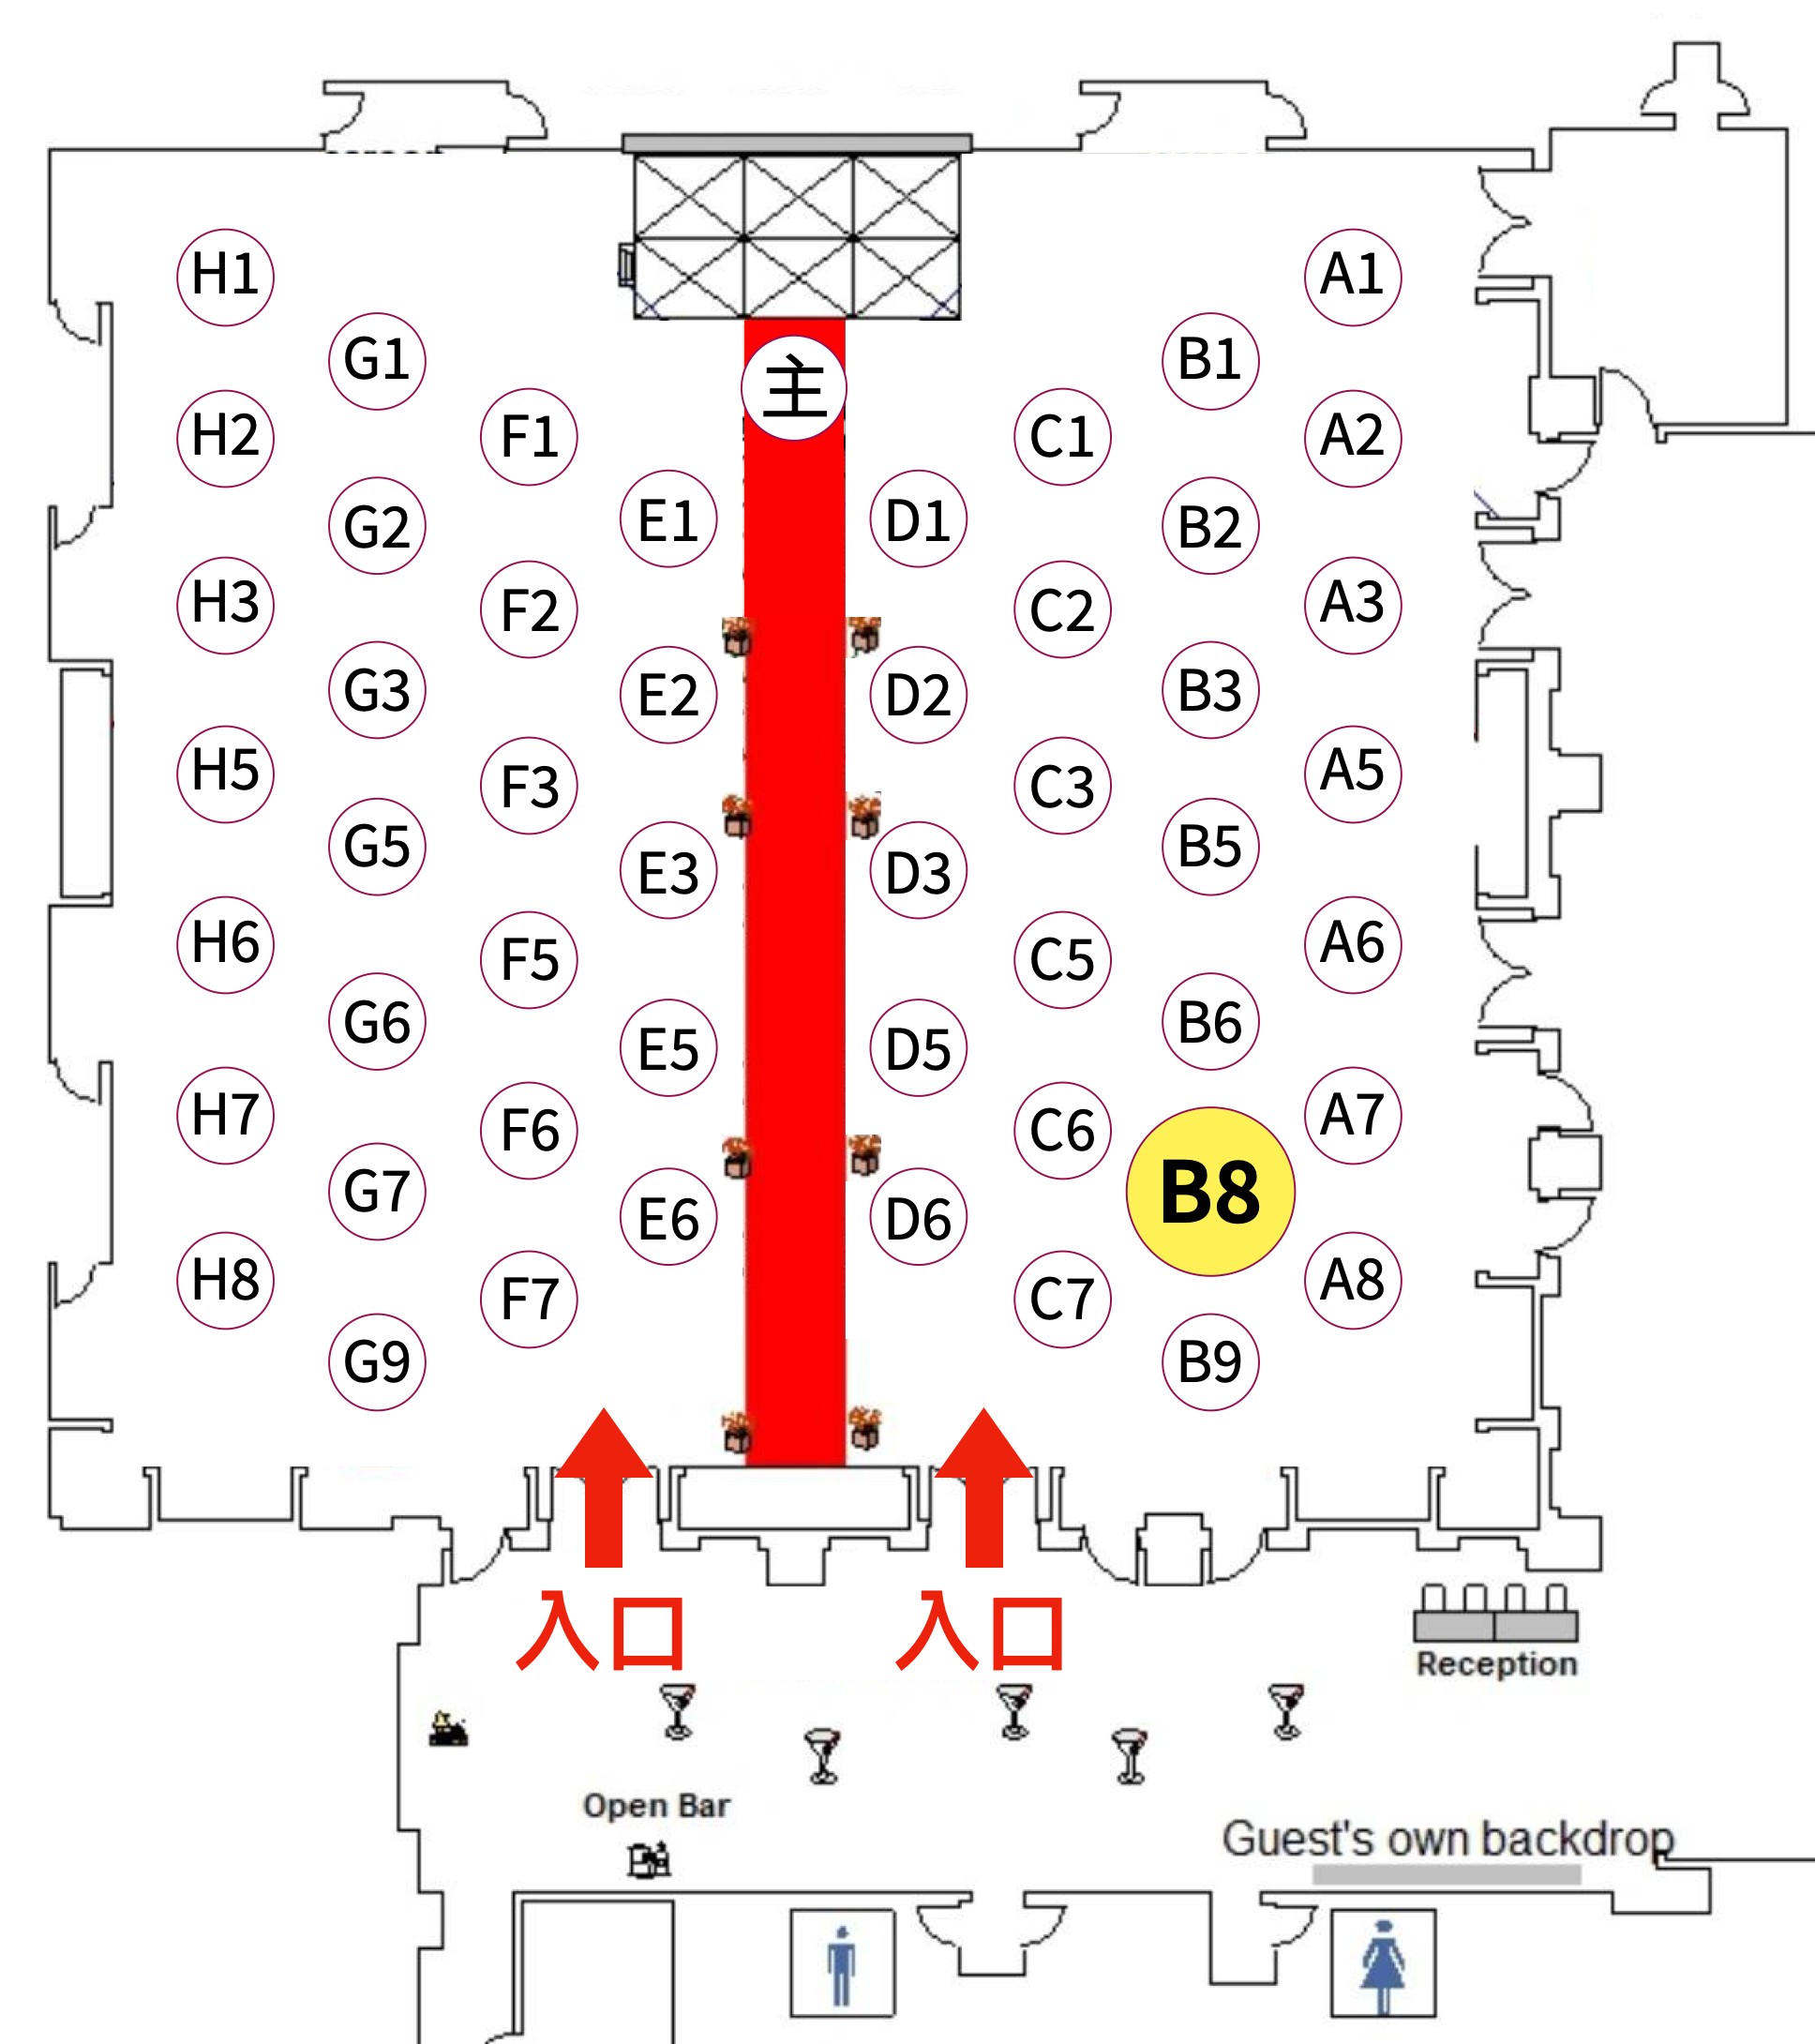 A1
H1
G1
B1
主
H2
F1
C1
A2
E1
D1
G2
B2
H3
F2
C2
A3
G3
E2
D2
B3
H5
F3
C3
A5
G5
B5
E3
D3
H6
F5
C5
A6
G6
B6
E5
D5
H7
F6
C6
A7
G7
B8
E6
D6
H8
F7
C7
A8
G9
B9
入口
入口
Reception
Open Bar
Guest's own backdrop